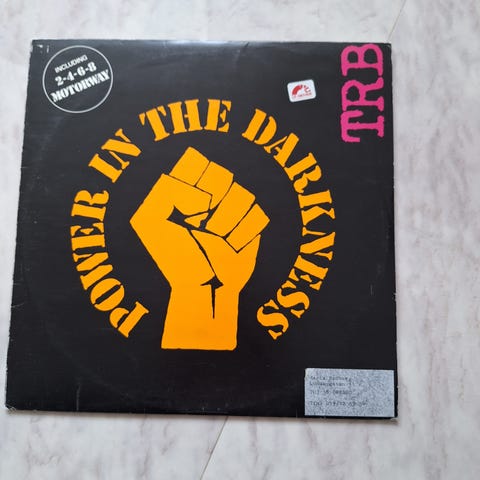 INCLUDING
2-4-6-8
MOTORWAY
TRB
POWER IN THE DARKNESS